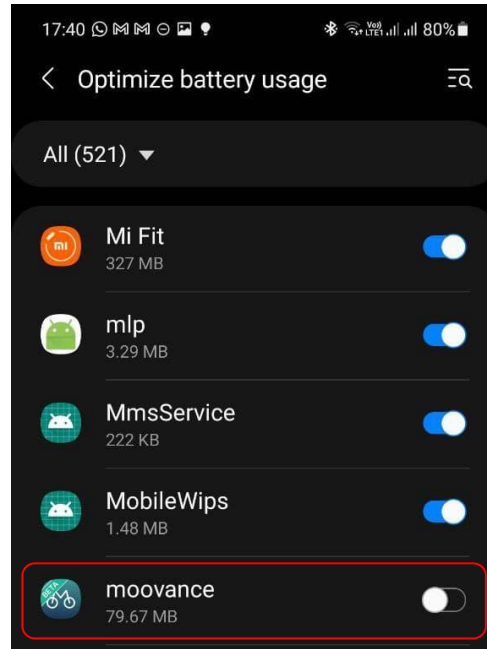 17:40 80%
Optimize battery usage
All (521)
Mi Fit
327 MB
mlp
3.29 MB
MmsService
222 KB
MobileWips
1.48 MB
BETA
moovance
79.67 MB